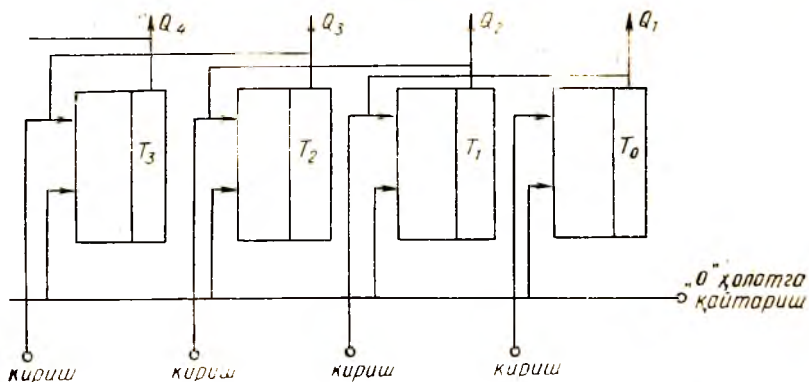 Q₄ Q₃ Q₂ Q₁
T₃ T₂ T₁ T₀
„0" ҳолатга
қайтариш
кириш кириш кириш кириш